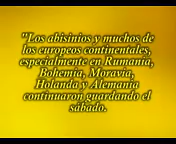 "Los abisinios y muchos de
los europeos continentales,
especialmente en Rumania,
Bohemia, Moravia,
Holanda y Alemania
continuaron guardando el
sábado.